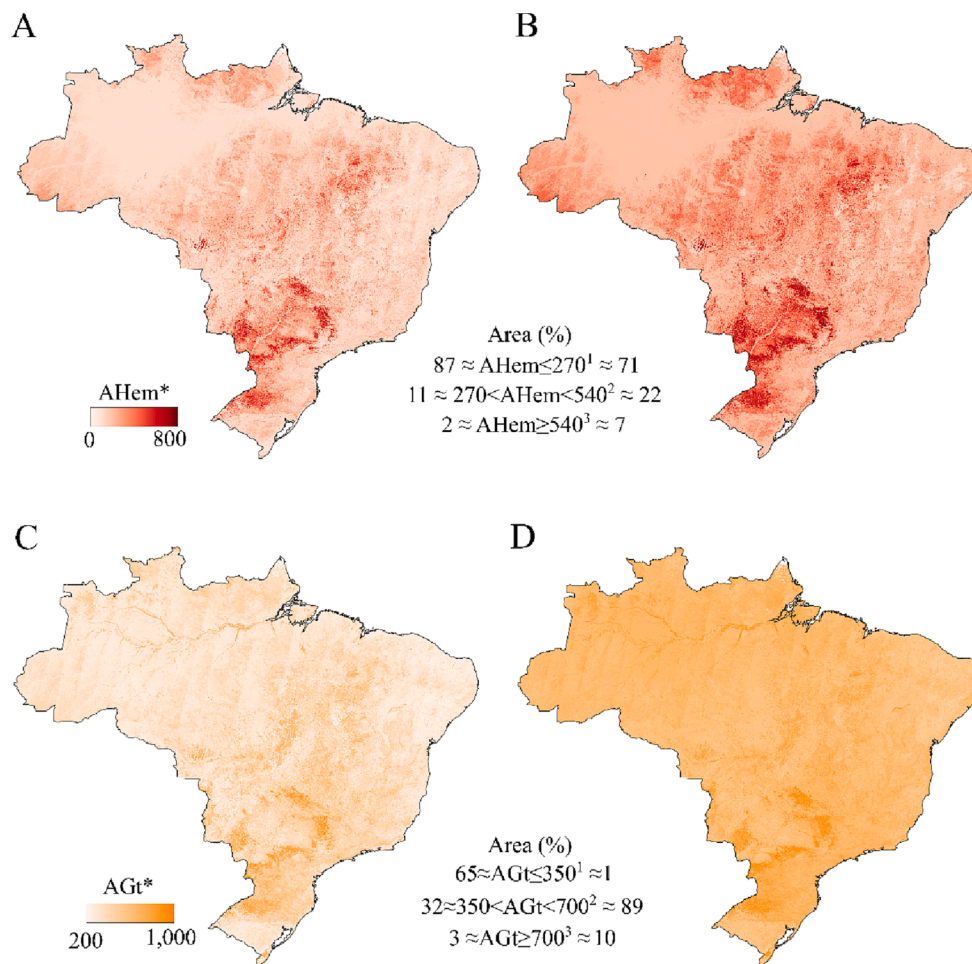 A
B
Area (%)
87 ≈ AHem≤270¹ ≈ 71
11 ≈ 270<AHem<540² ≈ 22
2 ≈ AHem≥540³ ≈ 7
AHem*
0 800
C
D
Area (%)
65≈AGt≤350¹ ≈1
32≈350<AGt<700² ≈ 89
3 ≈AGt≥700³ ≈ 10
AGt*
200 1,000